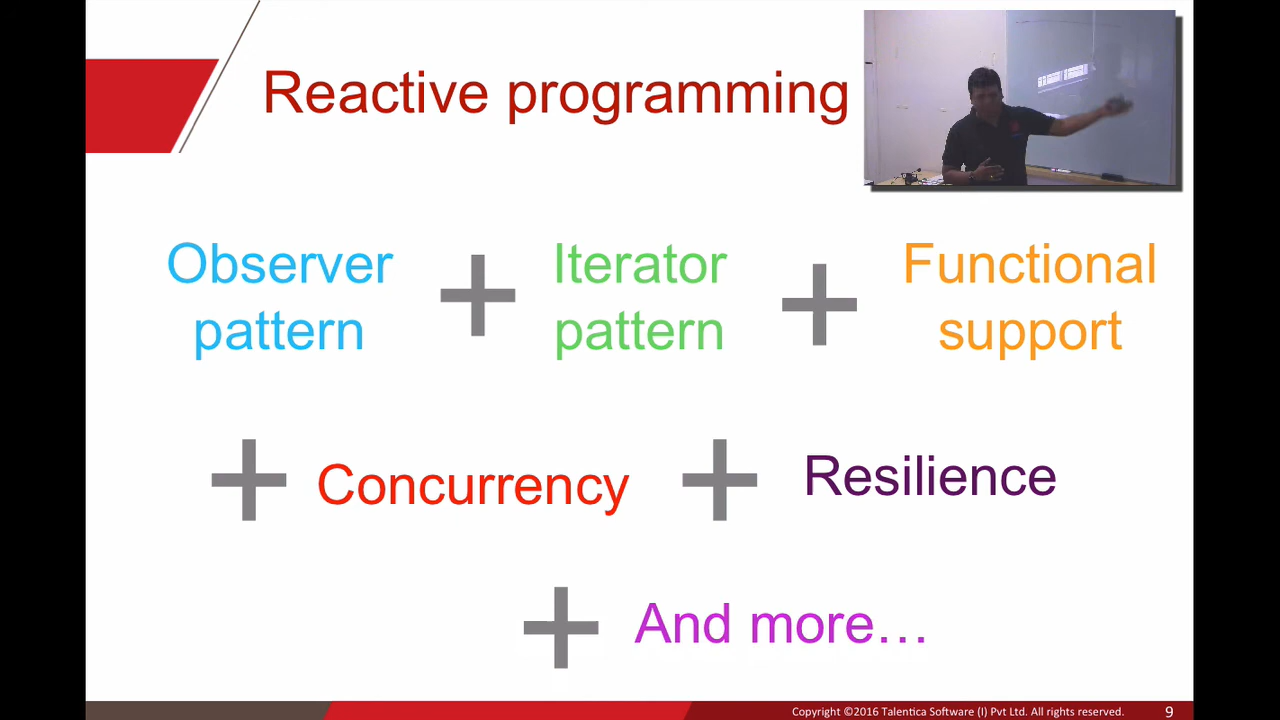 Reactive programming
Observer
pattern
+
Iterator
pattern
+
Functional
support
+ Concurrency + Resilience
+ And more…
Copyright ©2016 Talentica Software (I) Pvt Ltd. All rights reserved. 9